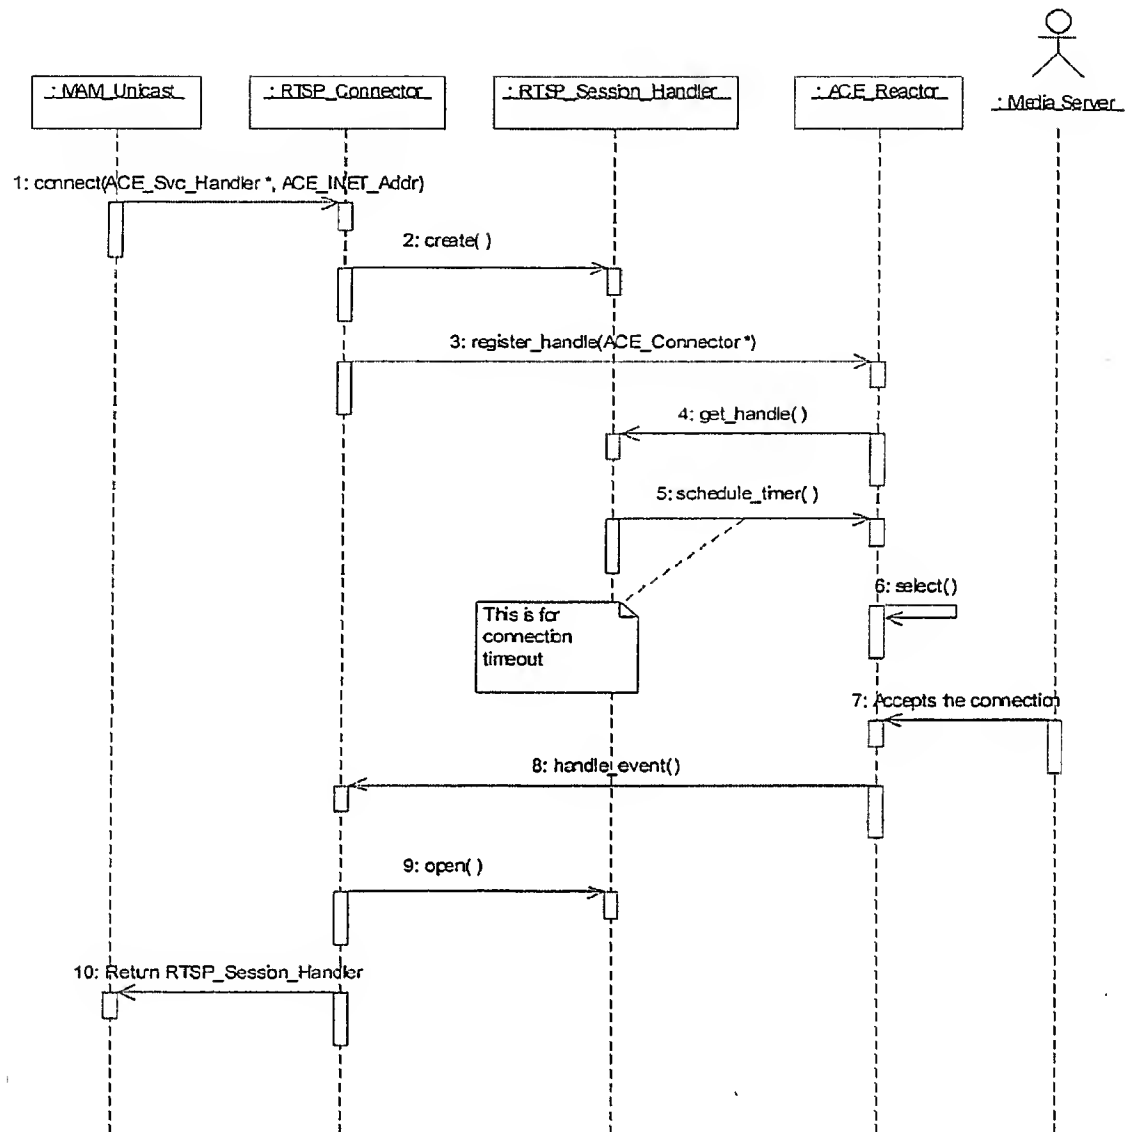 : MAM_Unicast
: RTSP_Connector
: RTSP_Session_Handler
: ACE_Reactor
: Media Server
1: connect(ACE_Svc_Handler *, ACE_INET_Addr)
2: create( )
3: register_handle(ACE_Connector *)
4: get_handle( )
5: schedule_timer( )
6: select()
This is for
connection
timeout
7: Accepts the connection
8: handle_event()
9: open( )
10: Return RTSP_Session_Handler